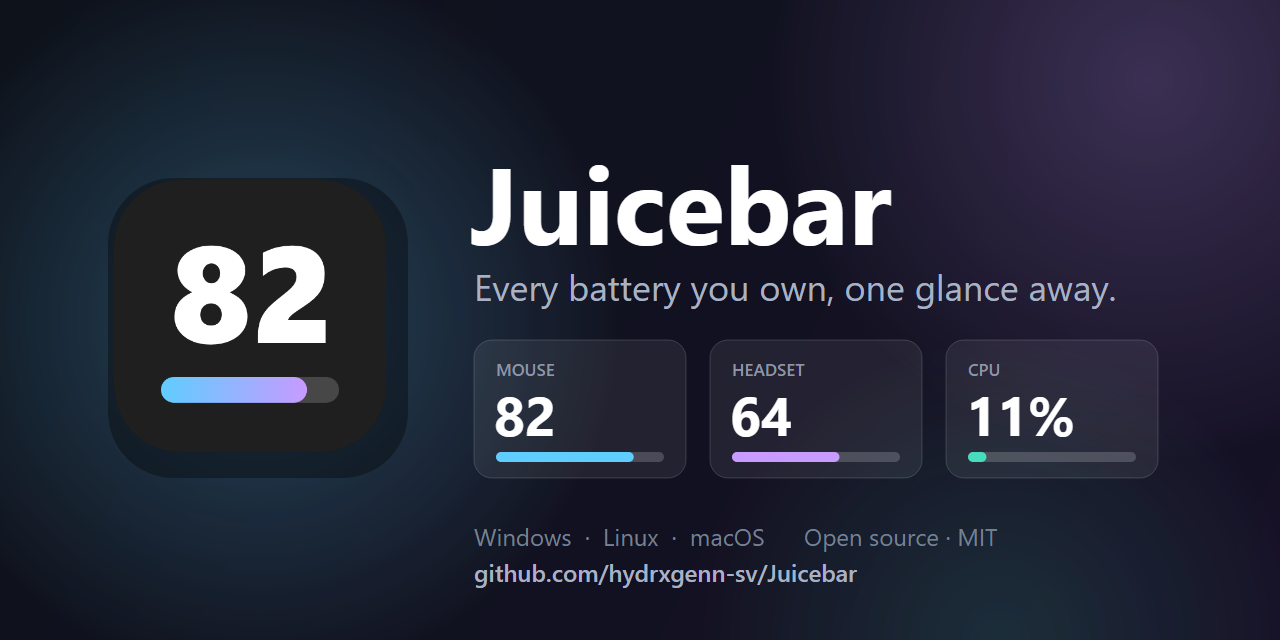 82
Juicebar
Every battery you own, one glance away.
MOUSE
82
HEADSET
64
CPU
11%
Windows · Linux · macOS Open source · MIT
github.com/hydrxgenn-sv/Juicebar